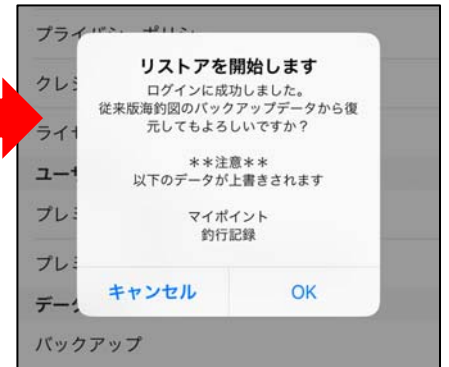 プライバシーポリシー
リストアを開始します
クレジ
ログインに成功しました。
従来版海釣図のバックアップデータから復
元してもよろしいですか？
ライセ
＊＊注意＊＊
ユー
以下のデータが上書きされます
プレミ
マイポイント
釣行記録
プレミ
キャンセル
OK
デー
バックアップ